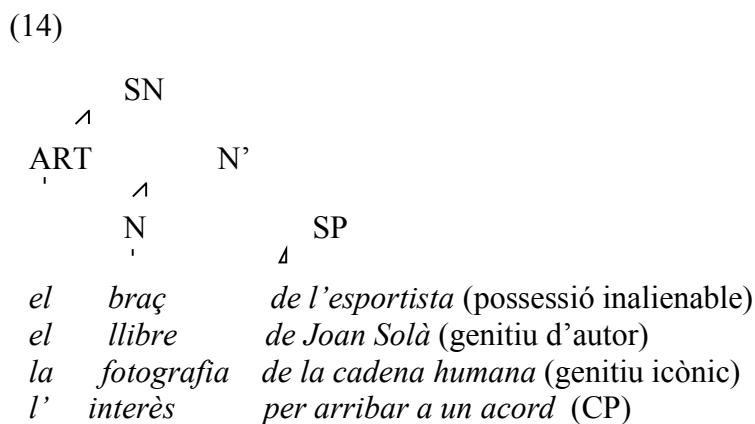 (14)
SN
ART N’
N SP
el braç de l’esportista (possessió inalienable)
el llibre de Joan Solà (genitiu d’autor)
la fotografia de la cadena humana (genitiu icònic)
l’ interès per arribar a un acord (CP)